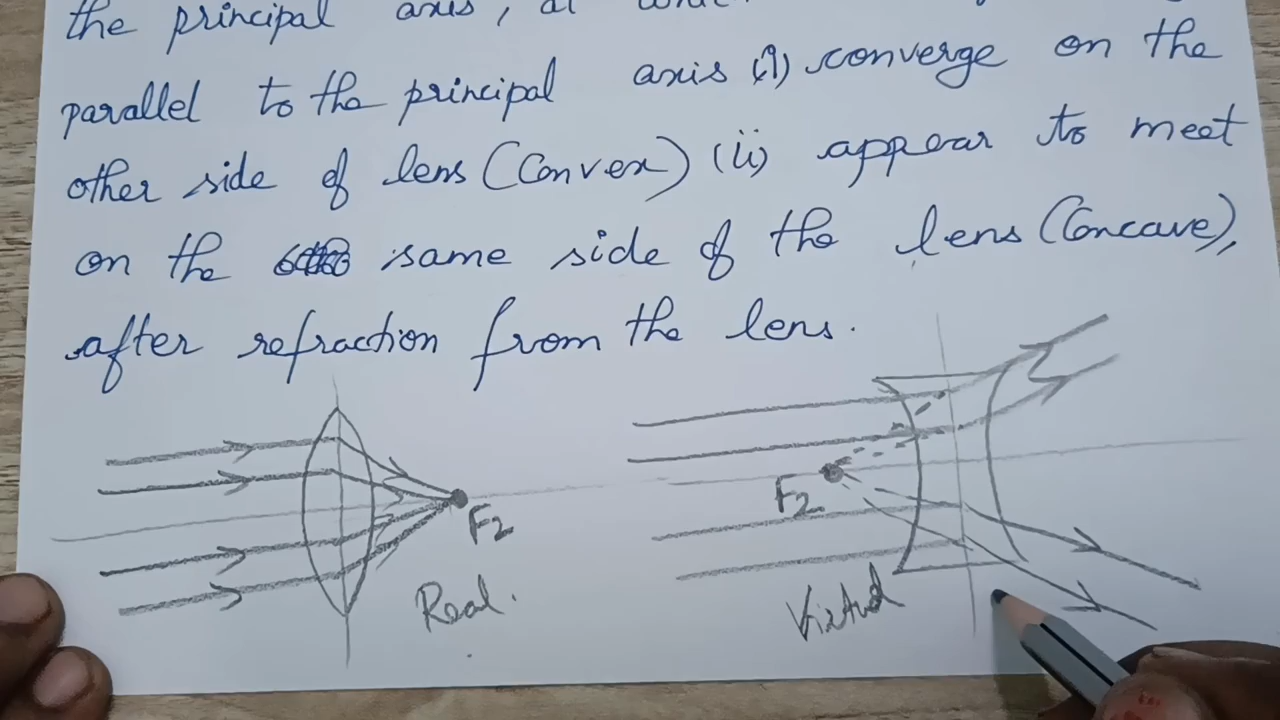 the principal axis, at
parallel to the principal axis (i) converge on the
other side of lens (Convex) (ii) appear to meet
on the same side of the lens (Concave),
after refraction from the lens.
F2
F2
Real.
Virtual